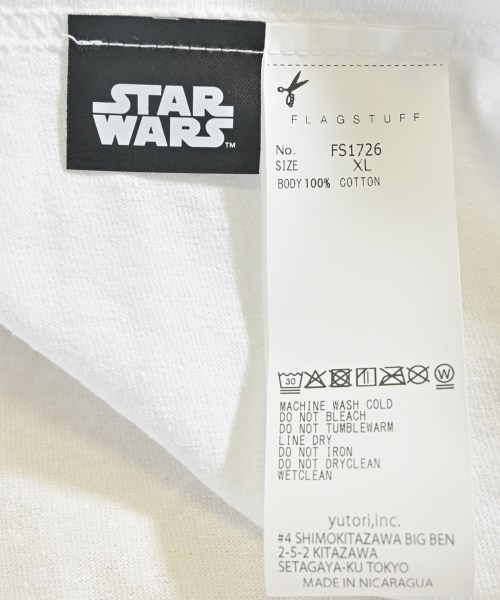 STAR
WARS™
FLAGSTUFF
No. FS1726
SIZE XL
BODY 100% COTTON
30 W
MACHINE WASH COLD
DO NOT BLEACH
DO NOT TUMBLEWARM
LINE DRY
DO NOT IRON
DO NOT DRYCLEAN
WETCLEAN
yutori,inc.
#4 SHIMOKITAZAWA BIG BEN
2-5-2 KITAZAWA
SETAGAYA-KU TOKYO
MADE IN NICARAGUA